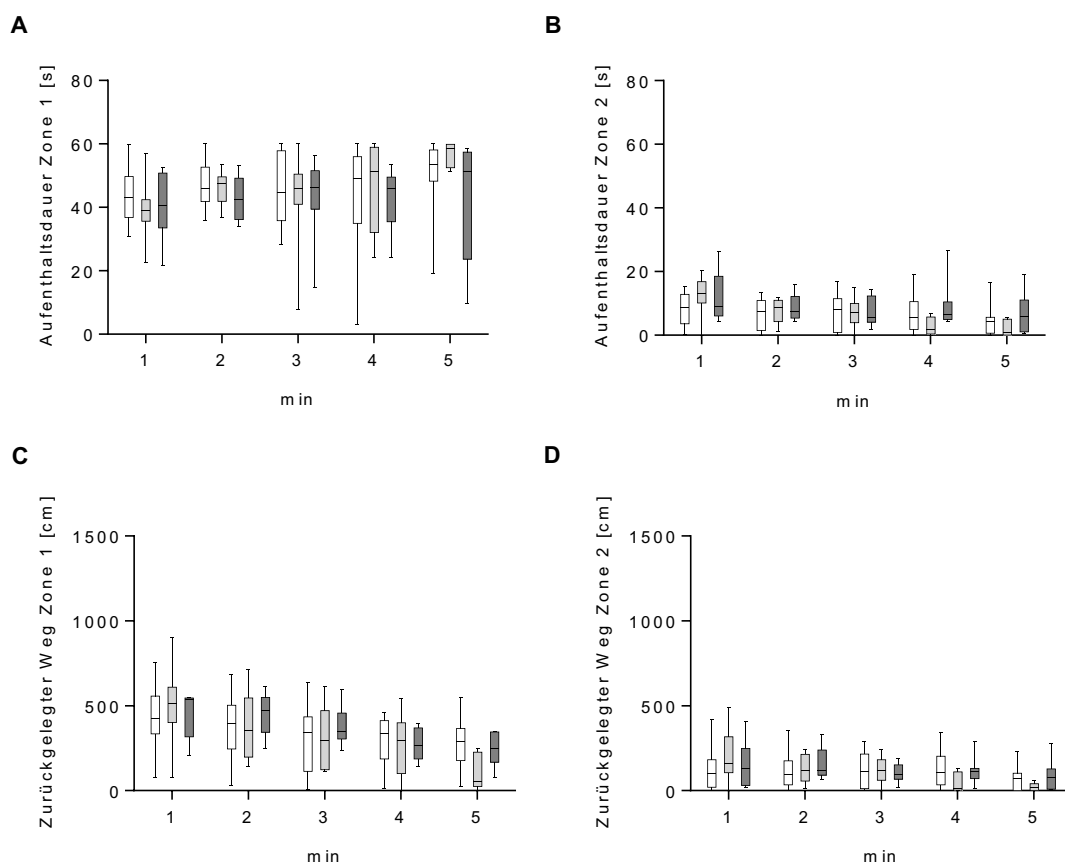 A
Aufenthaltsdauer Zone 1 [s]
80
60
40
20
0
1 2 3 4 5
min
B
Aufenthaltsdauer Zone 2 [s]
80
60
40
20
0
1 2 3 4 5
min
C
Zurückgelegter Weg Zone 1 [cm]
1500
1000
500
0
1 2 3 4 5
min
D
Zurückgelegter Weg Zone 2 [cm]
1500
1000
500
0
1 2 3 4 5
min